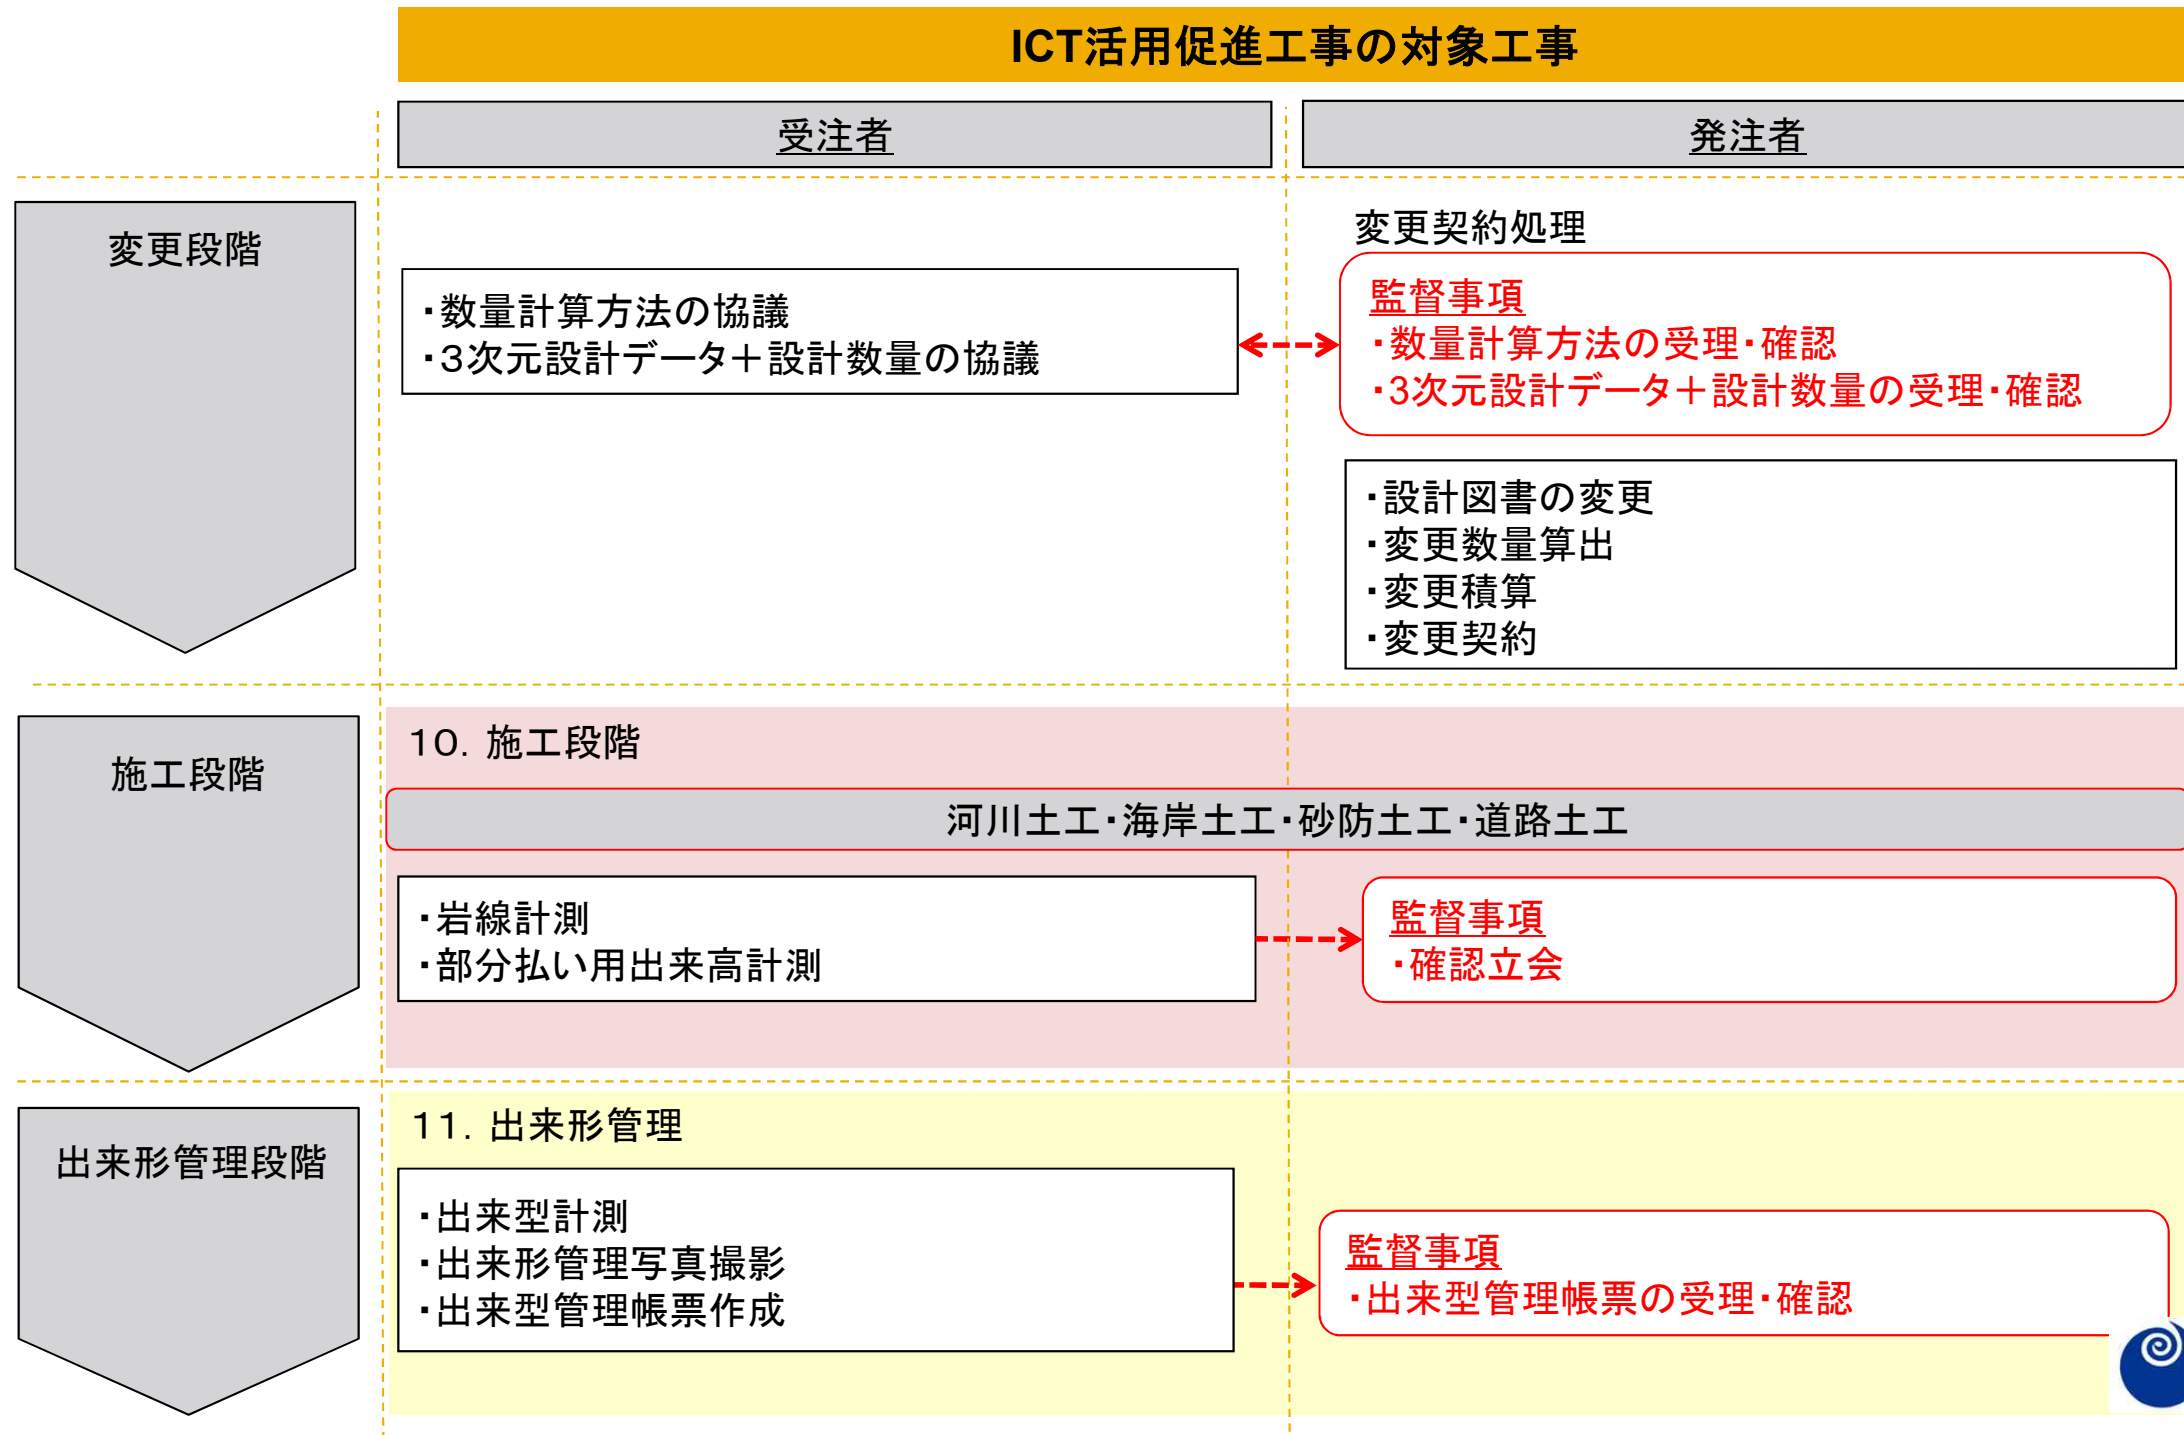 ICT活用促進工事の対象工事
受注者
発注者
変更段階
変更契約処理
・数量計算方法の協議
・3次元設計データ＋設計数量の協議
監督事項
・数量計算方法の受理・確認
・3次元設計データ＋設計数量の受理・確認
・設計図書の変更
・変更数量算出
・変更積算
・変更契約
施工段階
10．施工段階
河川土工・海岸土工・砂防土工・道路土工
・岩線計測
・部分払い用出来高計測
監督事項
・確認立会
出来形管理段階
11．出来形管理
・出来型計測
・出来形管理写真撮影
・出来型管理帳票作成
監督事項
・出来型管理帳票の受理・確認